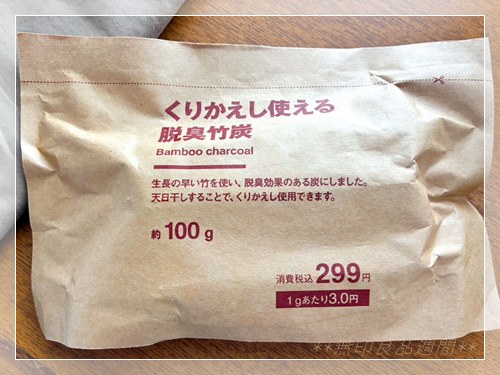 くりかえし使える
脱臭竹炭
Bamboo charcoal
生長の早い竹を使い、脱臭効果のある炭にしました。
天日干しすることで、くりかえし使用できます。
約100g
消費税込299円
1gあたり3.0円
**無印良品週間**